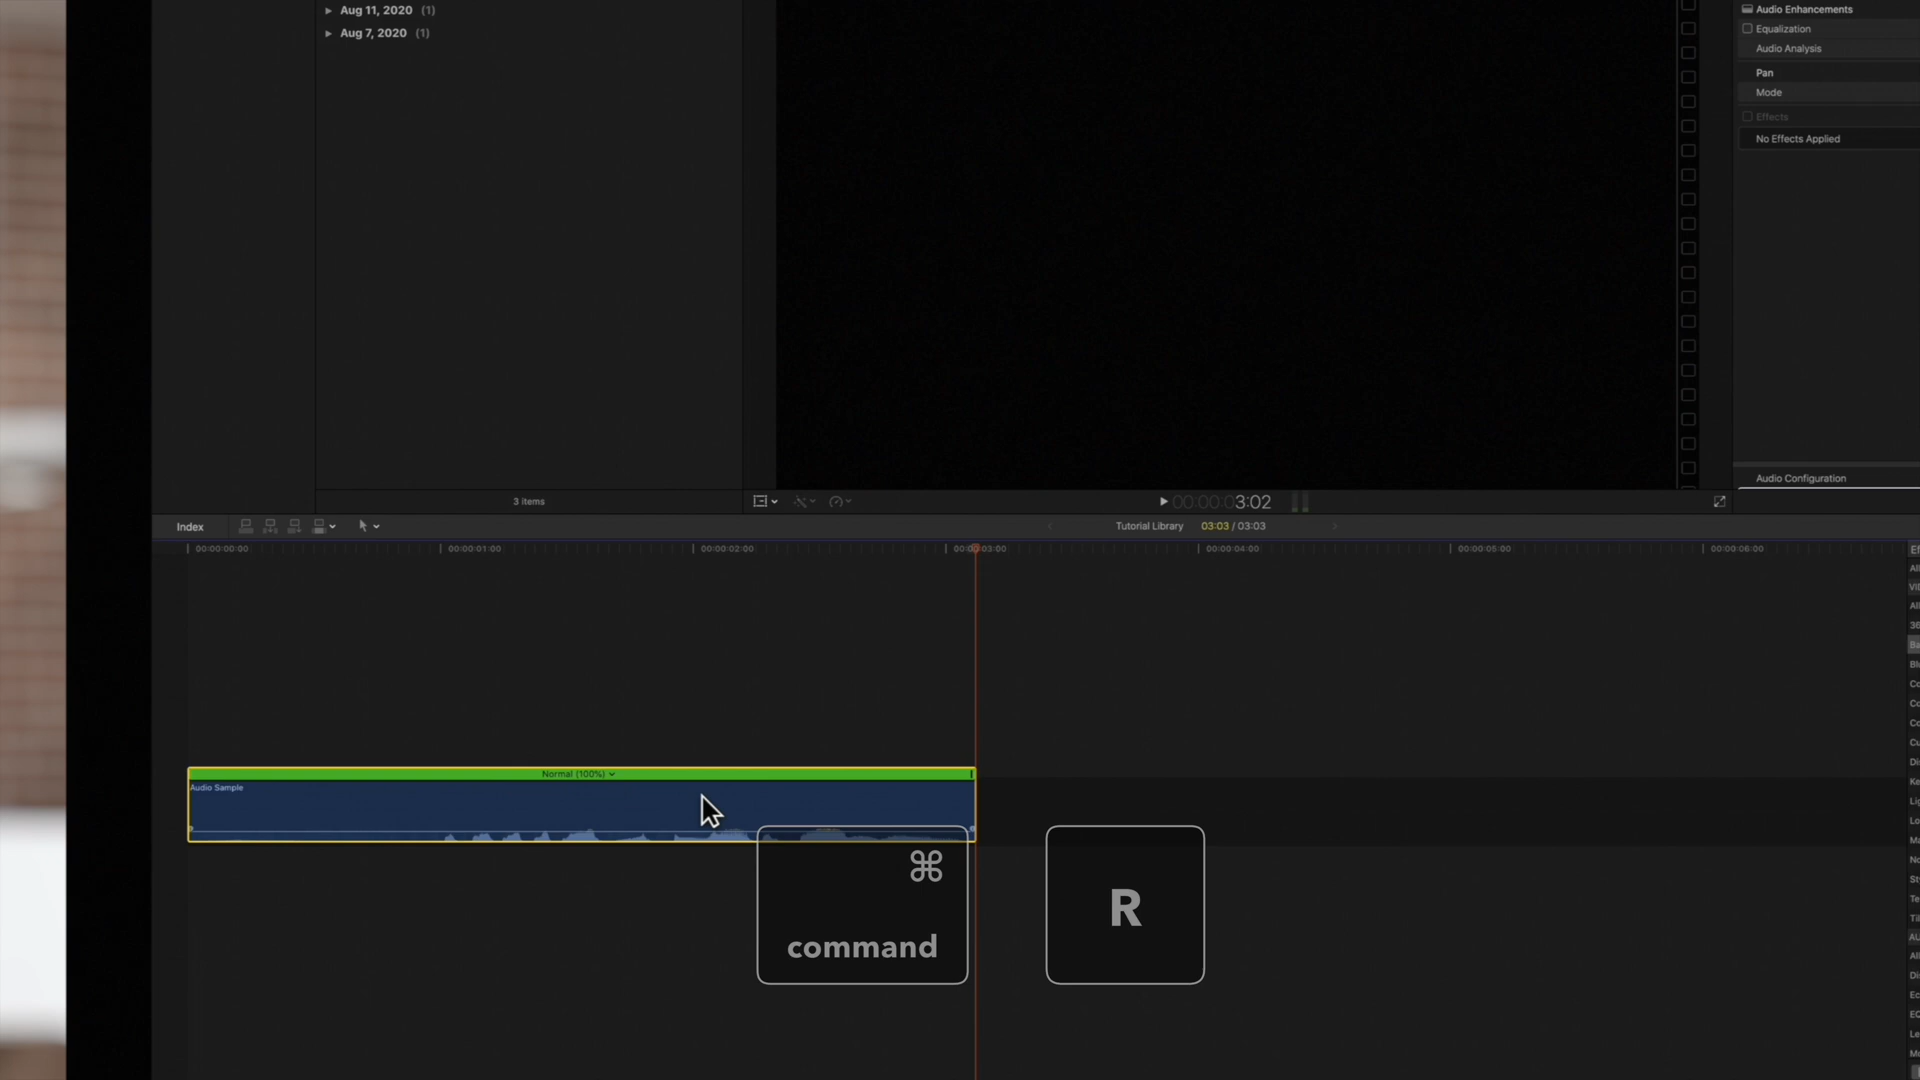 ▶ Aug 11, 2020 (1)
▶ Aug 7, 2020 (1)
Audio Enhancements
Equalization
Audio Analysis
Pan
Mode
Effects
No Effects Applied
Audio Configuration
3 items
00:00:03:02
Index
Tutorial Library 03:03 / 03:03
00:00:00:00 00:00:01:00 00:00:02:00 00:00:03:00 00:00:04:00 00:00:05:00 00:00:06:00
Normal (100%)
Audio Sample
⌘
command
R